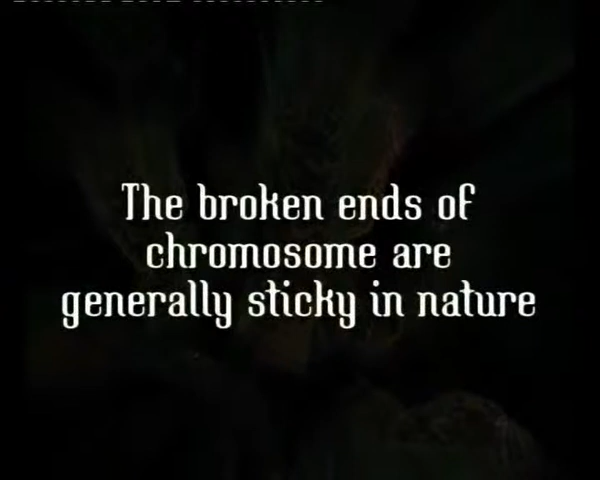 The broken ends of
chromosome are
generally sticky in nature